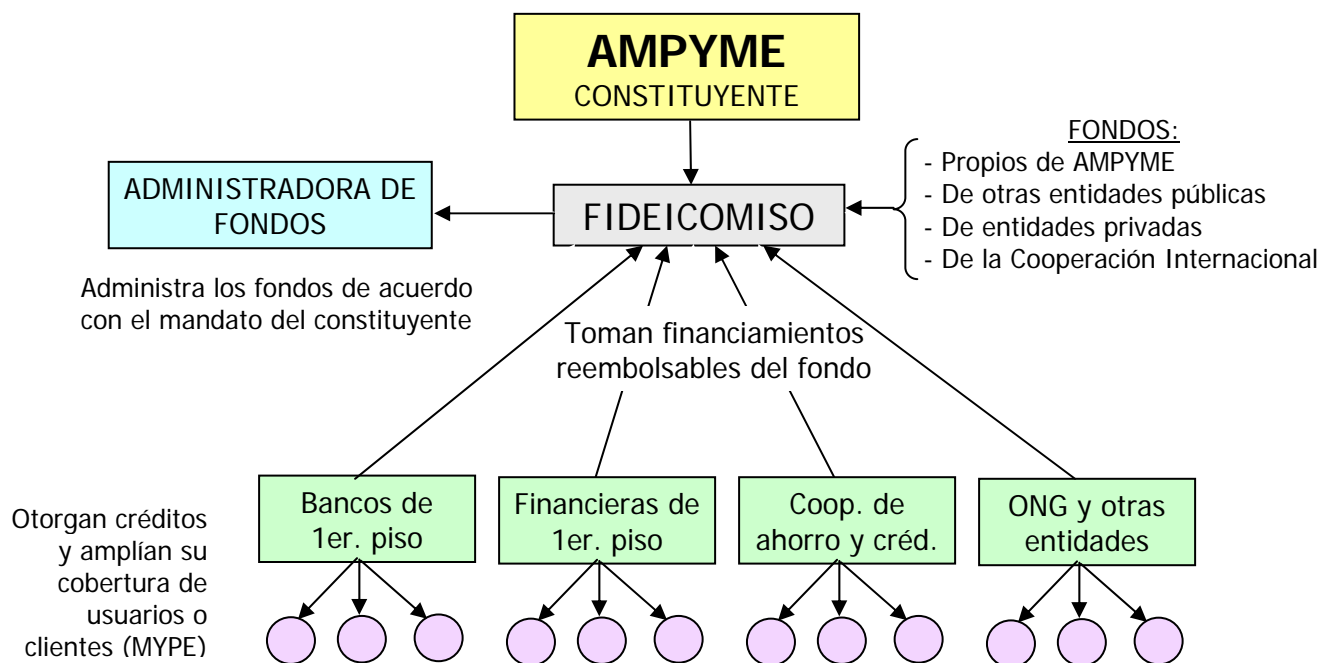 AMPYME
CONSTITUYENTE
FONDOS:
- Propios de AMPYME
- De otras entidades públicas
- De entidades privadas
- De la Cooperación Internacional
ADMINISTRADORA DE
FONDOS
FIDEICOMISO
Administra los fondos de acuerdo
con el mandato del constituyente
Toman financiamientos
reembolsables del fondo
Bancos de
1er. piso
Financieras de
1er. piso
Coop. de
ahorro y créd.
ONG y otras
entidades
Otorgan créditos
y amplían su
cobertura de
usuarios o
clientes (MYPE)